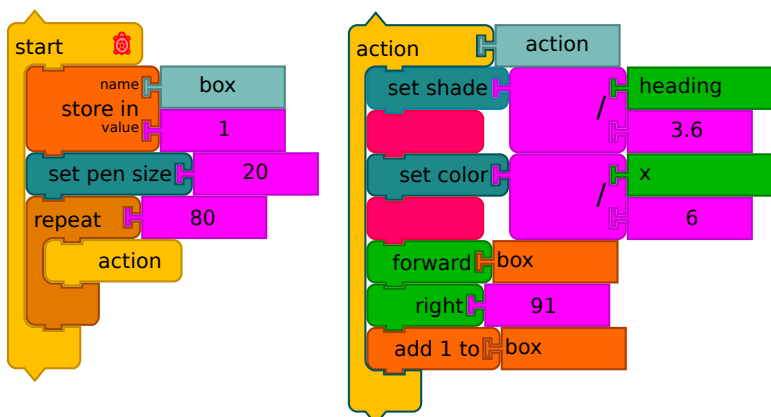 start
name
box
store in
value
1
set pen size
20
repeat
80
action
action
action
set shade
heading
/
3.6
set color
x
/
6
forward
box
right
91
add 1 to
box